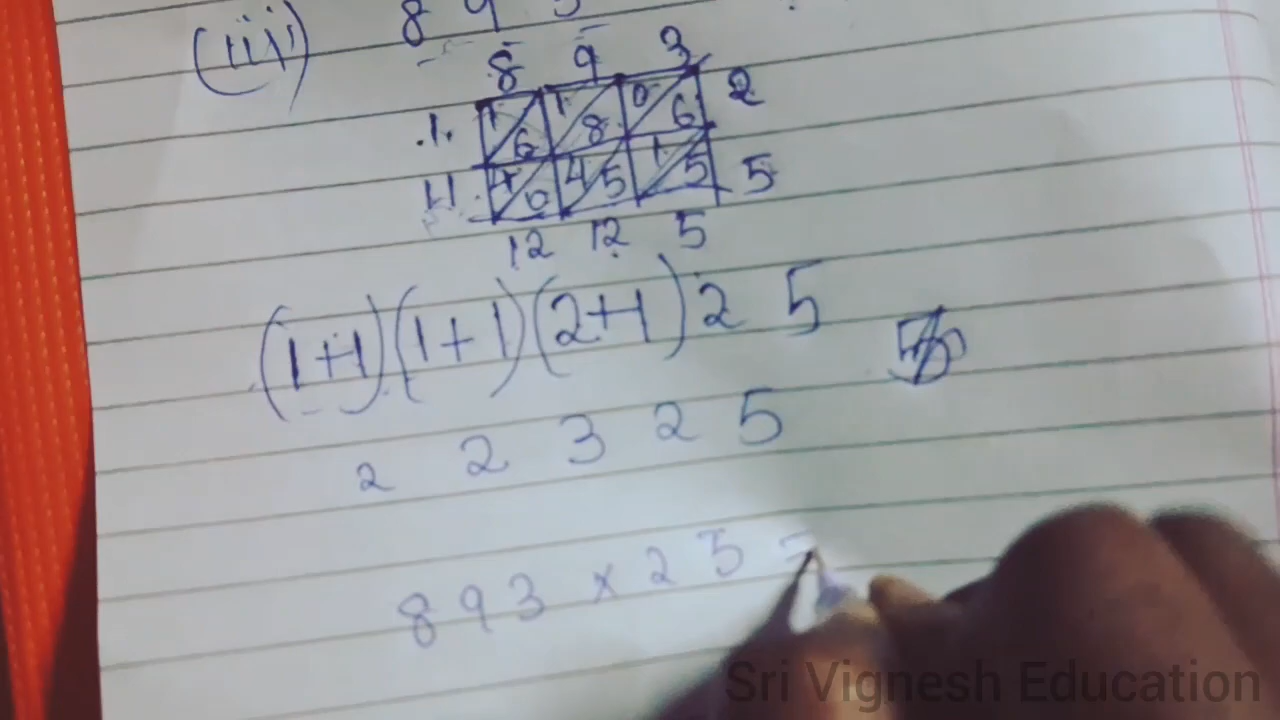 (iii) 8 9 3
8 9 3
1 1 0 2
1 6 8 6
4 4 1 5
11 0 5 5
12 12 5
(1+1)(1+1)(2+1) 2 5
2 2 3 2 5
893 × 25 =
Sri Vignesh Education